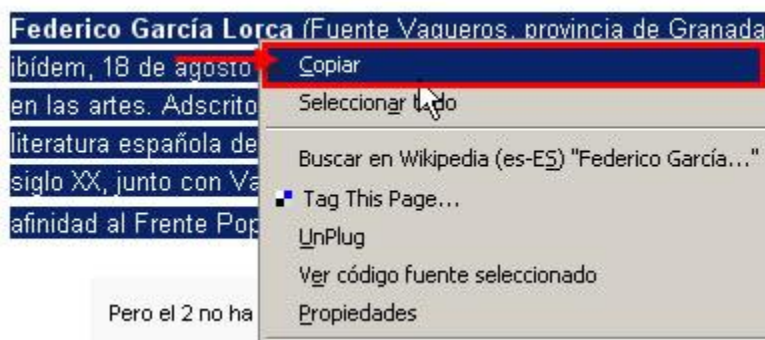 Federico García Lorca (Fuente Vaqueros, provincia de Granada
ibídem, 18 de agosto
en las artes. Adscrito
literatura española de
siglo XX, junto con Va
afinidad al Frente Pop
Copiar
Seleccionar todo
Buscar en Wikipedia (es-ES) "Federico García..."
Tag This Page...
UnPlug
Ver código fuente seleccionado
Propiedades
Pero el 2 no ha